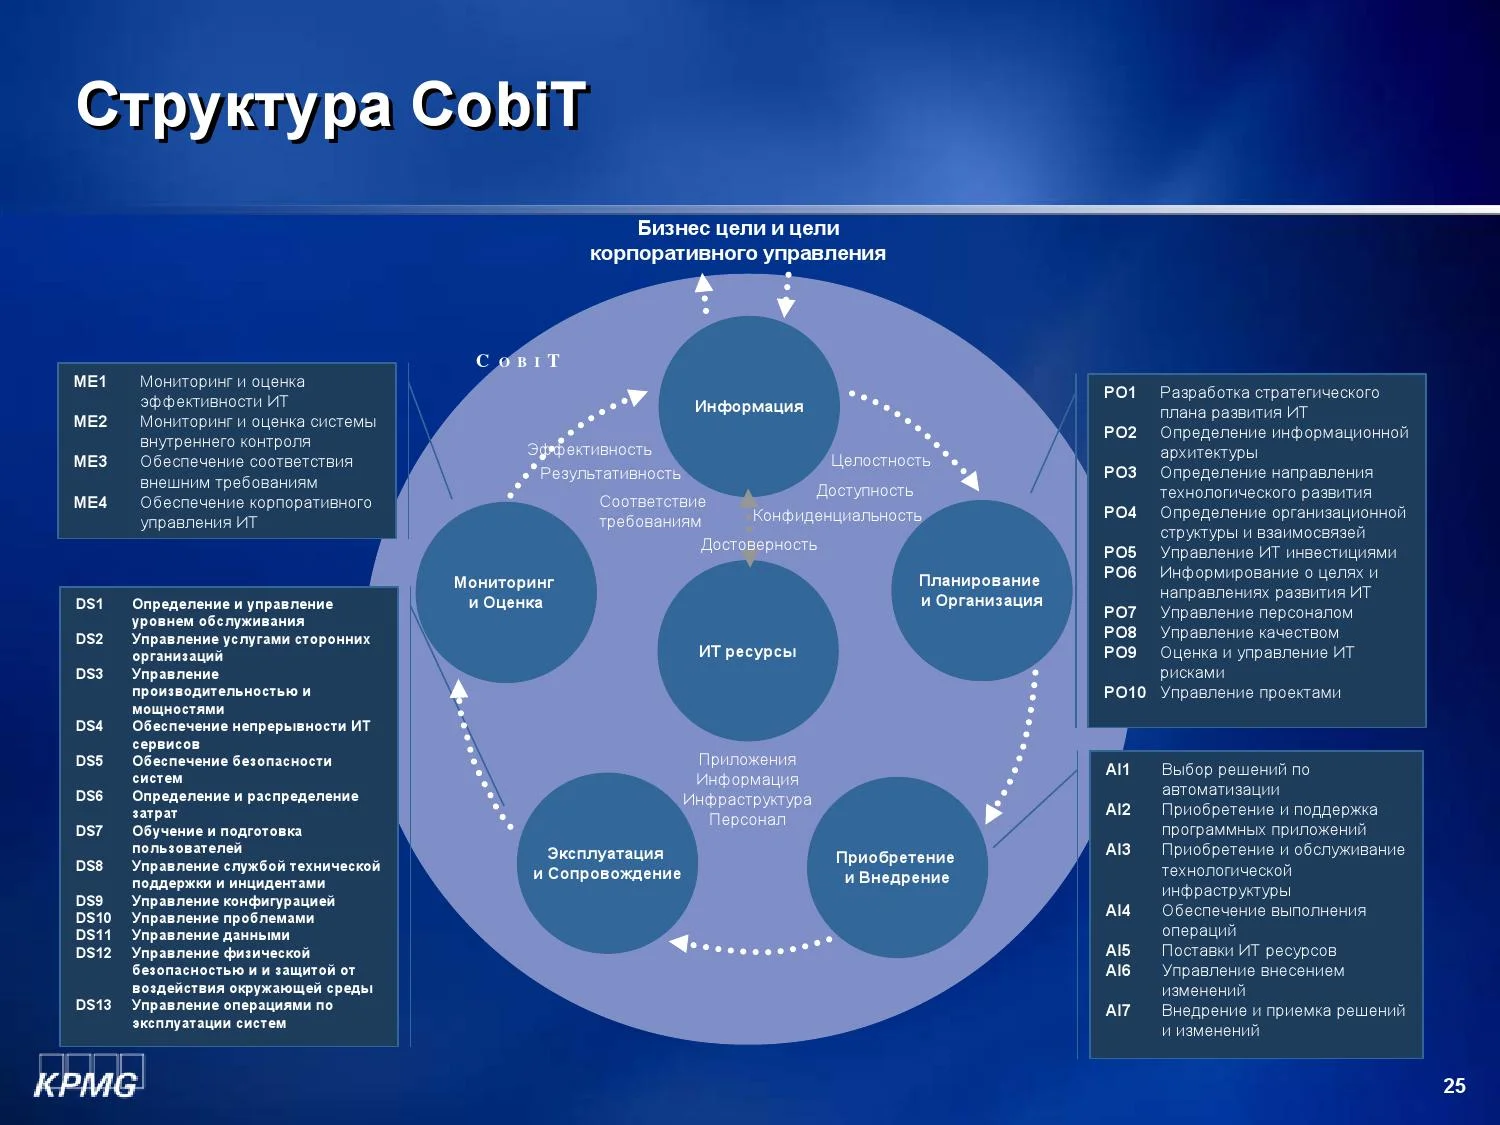 Структура CobiT
Бизнес цели и цели
корпоративного управления
COBIT
Информация
Эффективность
Результативность
Соответствие
требованиям
Целостность
Доступность
Конфиденциальность
Достоверность
Мониторинг
и Оценка
Планирование
и Организация
ИТ ресурсы
Приложения
Информация
Инфраструктура
Персонал
Эксплуатация
и Сопровождение
Приобретение
и Внедрение
ME1 Мониторинг и оценка
эффективности ИТ
ME2 Мониторинг и оценка системы
внутреннего контроля
ME3 Обеспечение соответствия
внешним требованиям
ME4 Обеспечение корпоративного
управления ИТ
DS1 Определение и управление
уровнем обслуживания
DS2 Управление услугами сторонних
организаций
DS3 Управление
производительностью и
мощностями
DS4 Обеспечение непрерывности ИТ
сервисов
DS5 Обеспечение безопасности
систем
DS6 Определение и распределение
затрат
DS7 Обучение и подготовка
пользователей
DS8 Управление службой технической
поддержки и инцидентами
DS9 Управление конфигурацией
DS10 Управление проблемами
DS11 Управление данными
DS12 Управление физической
безопасностью и и защитой от
воздействия окружающей среды
DS13 Управление операциями по
эксплуатации систем
PO1 Разработка стратегического
плана развития ИТ
PO2 Определение информационной
архитектуры
PO3 Определение направления
технологического развития
PO4 Определение организационной
структуры и взаимосвязей
PO5 Управление ИТ инвестициями
PO6 Информирование о целях и
направлениях развития ИТ
PO7 Управление персоналом
PO8 Управление качеством
PO9 Оценка и управление ИТ
рисками
PO10 Управление проектами
AI1 Выбор решений по
автоматизации
AI2 Приобретение и поддержка
программных приложений
AI3 Приобретение и обслуживание
технологической
инфраструктуры
AI4 Обеспечение выполнения
операций
AI5 Поставки ИТ ресурсов
AI6 Управление внесением
изменений
AI7 Внедрение и приемка решений
и изменений
KPMG
25